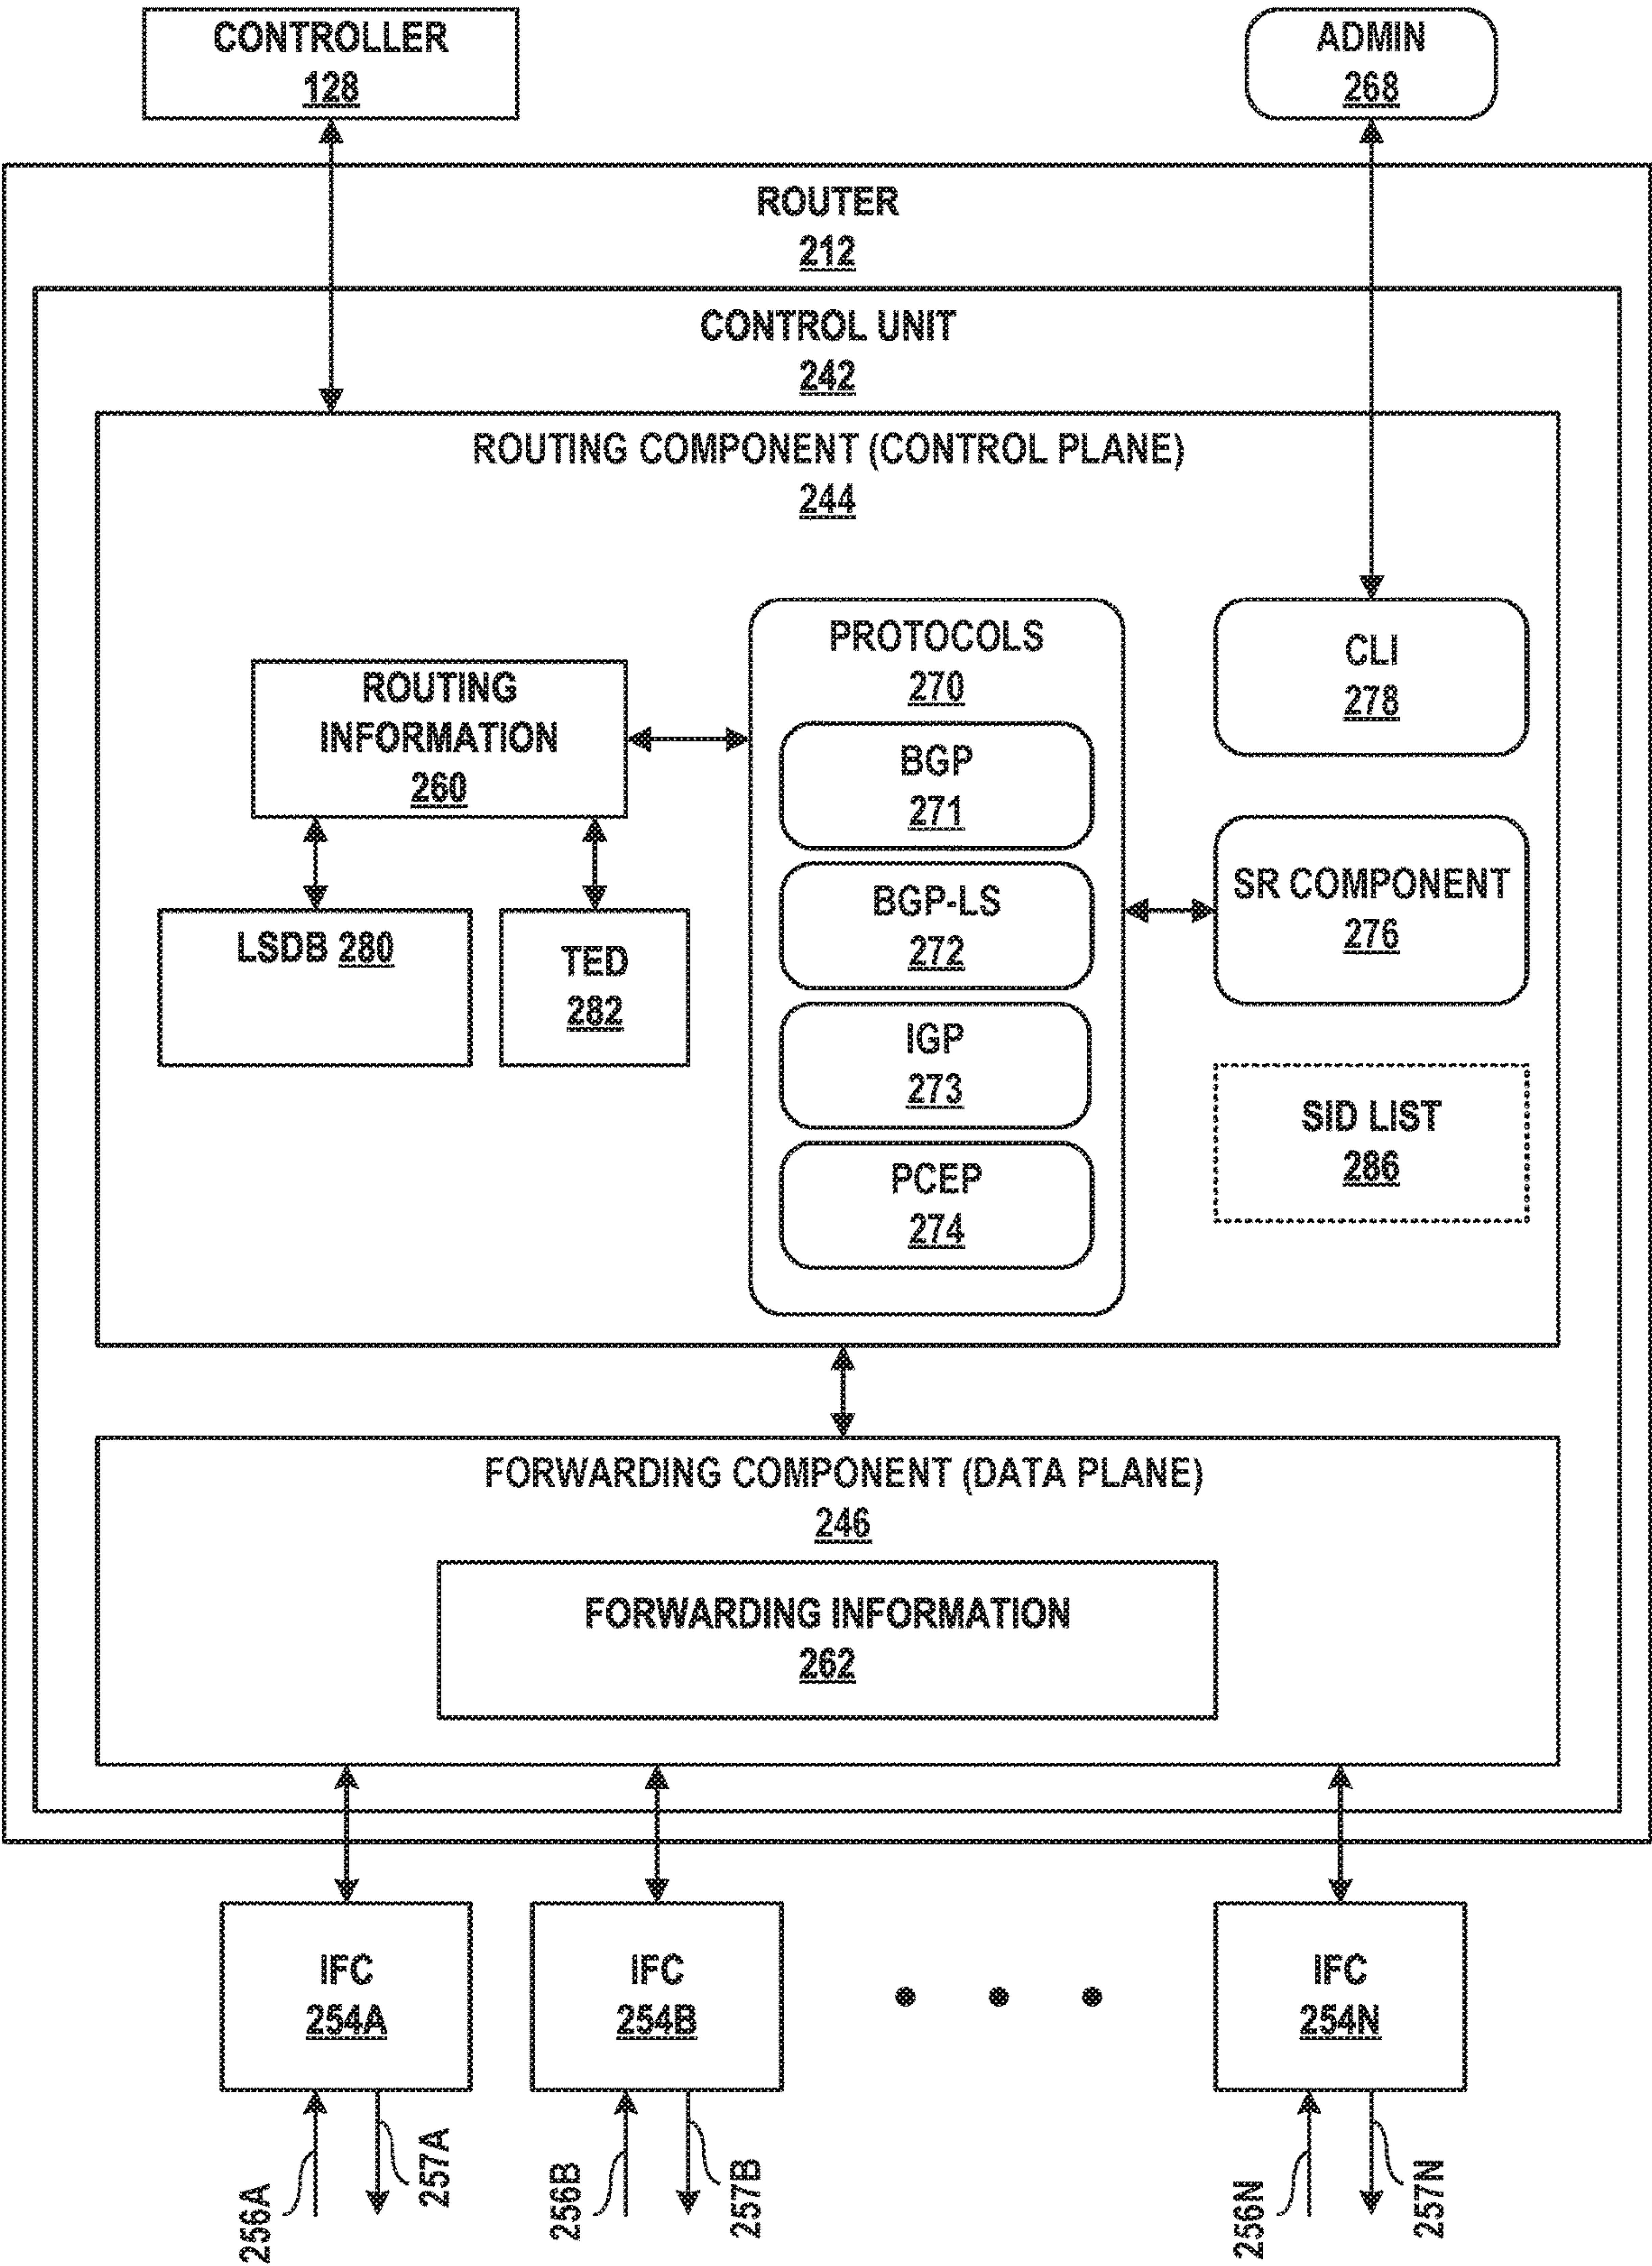 CONTROLLER
128
ADMIN
268
ROUTER
212
CONTROL UNIT
242
ROUTING COMPONENT (CONTROL PLANE)
244
ROUTING
INFORMATION
260
LSDB 280
TED
282
PROTOCOLS
270
BGP
271
BGP-LS
272
IGP
273
PCEP
274
CLI
278
SR COMPONENT
276
SID LIST
286
FORWARDING COMPONENT (DATA PLANE)
246
FORWARDING INFORMATION
262
IFC
254A
IFC
254B
IFC
254N
256A
257A
256B
257B
256N
257N